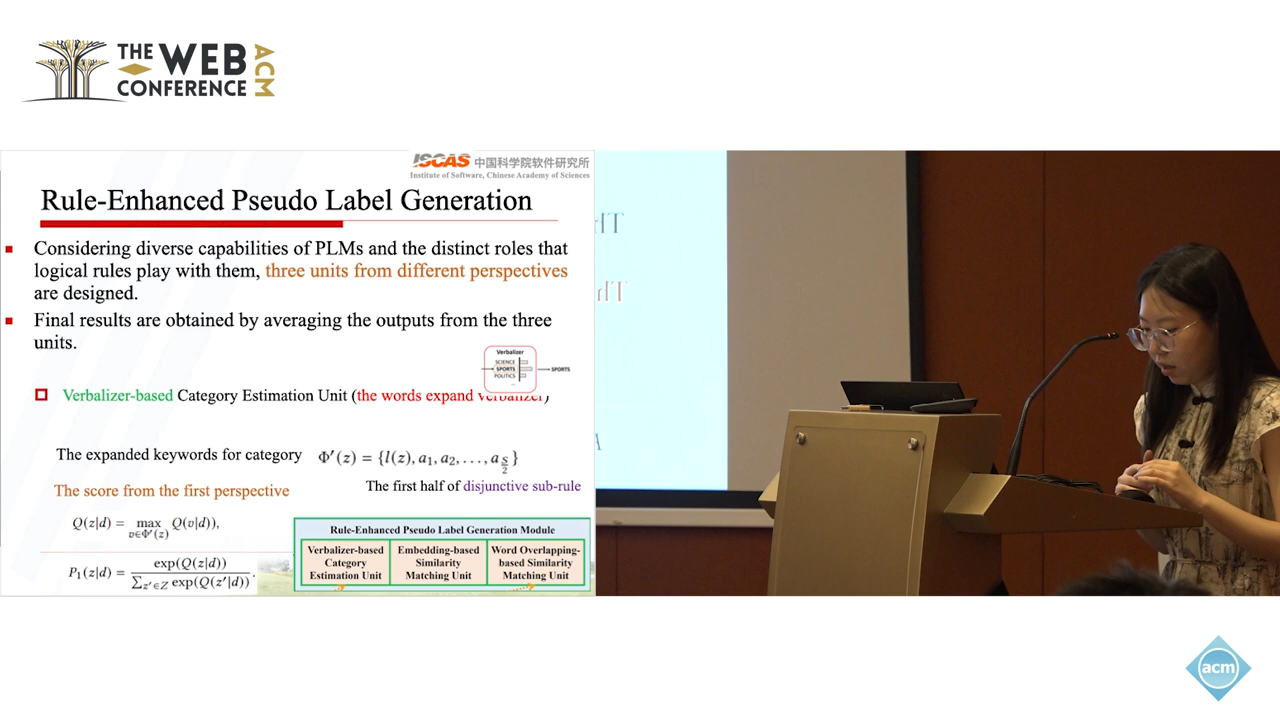 THE WEB
CONFERENCE
ACM
ISCAS 中国科学院软件研究所
Institute of Software, Chinese Academy of Sciences
Rule-Enhanced Pseudo Label Generation
Considering diverse capabilities of PLMs and the distinct roles that
logical rules play with them, three units from different perspectives
are designed.
Final results are obtained by averaging the outputs from the three
units.
Verbalizer
SCIENCE
SPORTS
POLITICS
...
SPORTS
Verbalizer-based Category Estimation Unit (the words expand verbalizer)
The expanded keywords for category Φ′(z) = {l(z), a₁, a₂, . . . , a_{S/2}}
The score from the first perspective
The first half of disjunctive sub-rule
Q(z|d) = max_{v∈Φ′(z)} Q(v|d)),
P₁(z|d) = exp(Q(z|d)) / ∑_{z′∈Z} exp(Q(z′|d)) .
Rule-Enhanced Pseudo Label Generation Module
Verbalizer-based
Category
Estimation Unit
Embedding-based
Similarity
Matching Unit
Word Overlapping-
based Similarity
Matching Unit
acm